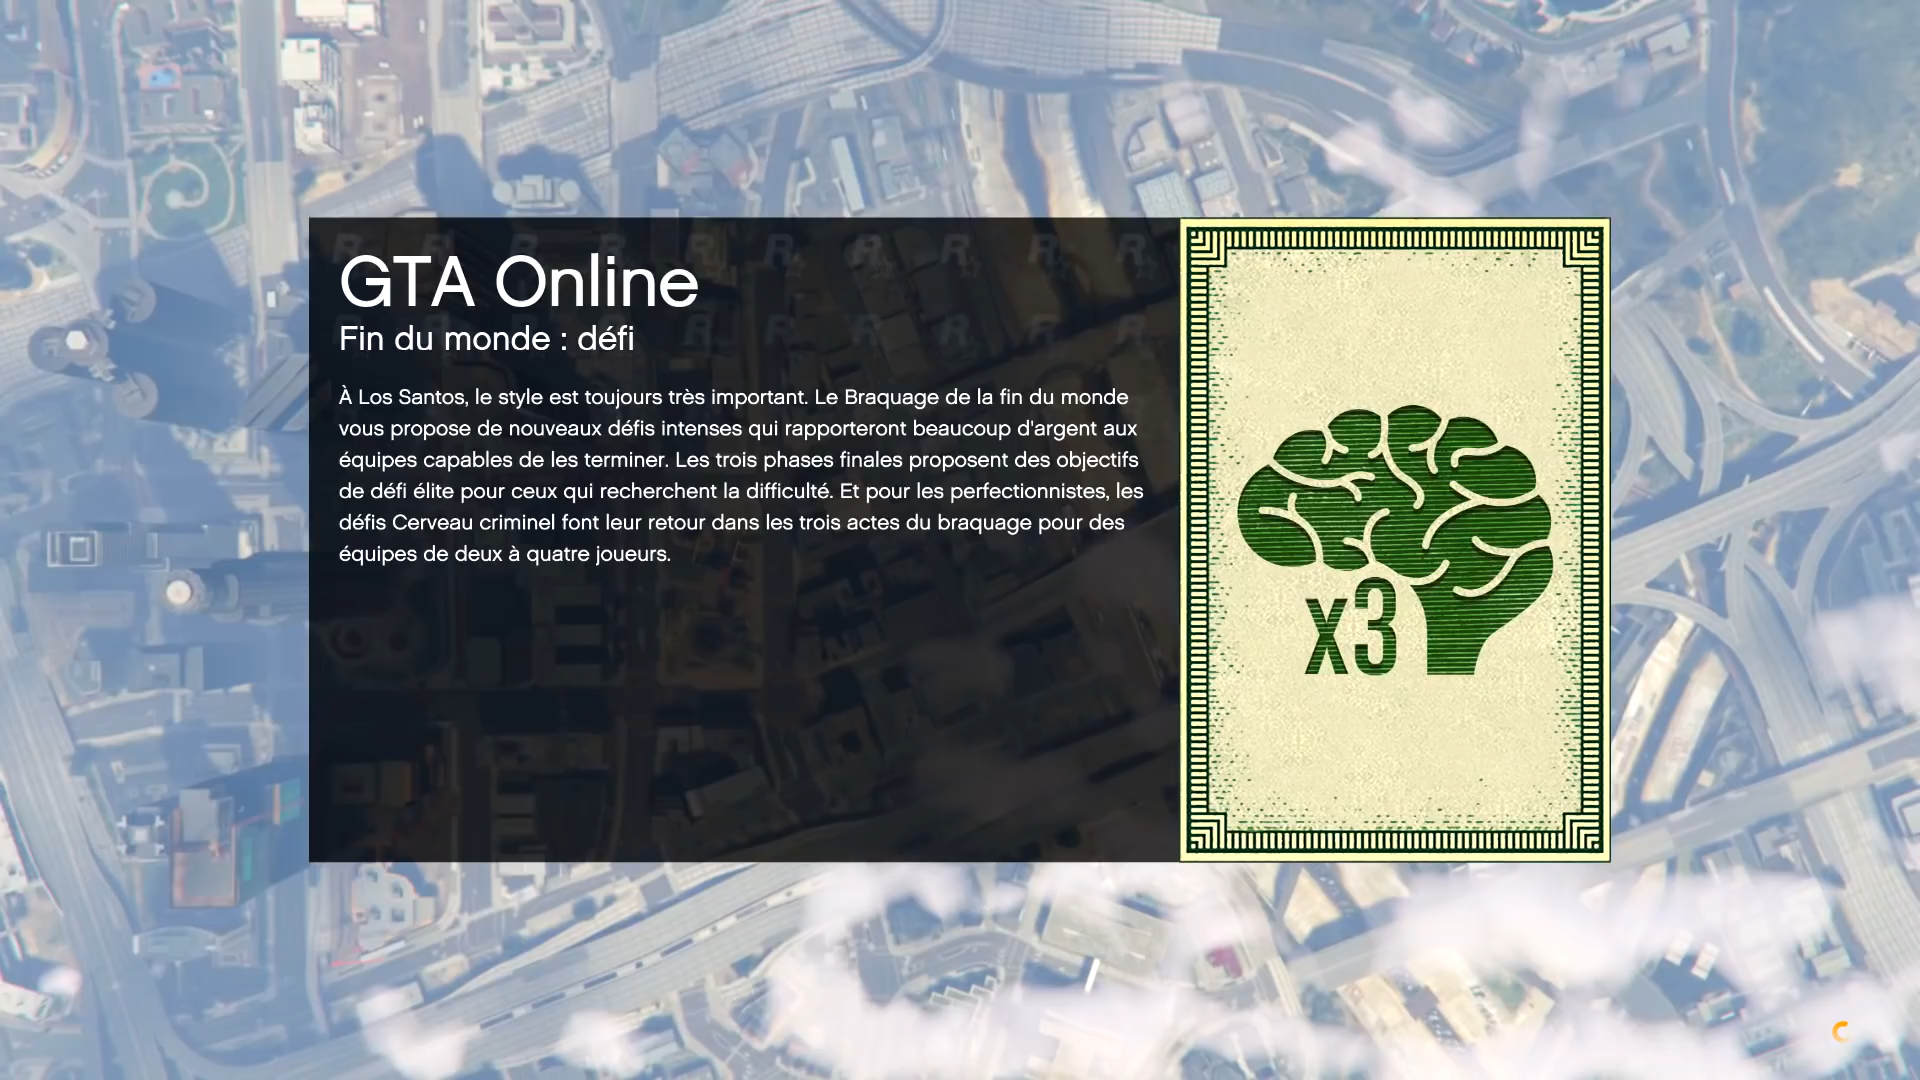 GTA Online
Fin du monde : défi
À Los Santos, le style est toujours très important. Le Braquage de la fin du monde
vous propose de nouveaux défis intenses qui rapporteront beaucoup d'argent aux
équipes capables de les terminer. Les trois phases finales proposent des objectifs
de défi élite pour ceux qui recherchent la difficulté. Et pour les perfectionnistes, les
défis Cerveau criminel font leur retour dans les trois actes du braquage pour des
équipes de deux à quatre joueurs.
x3